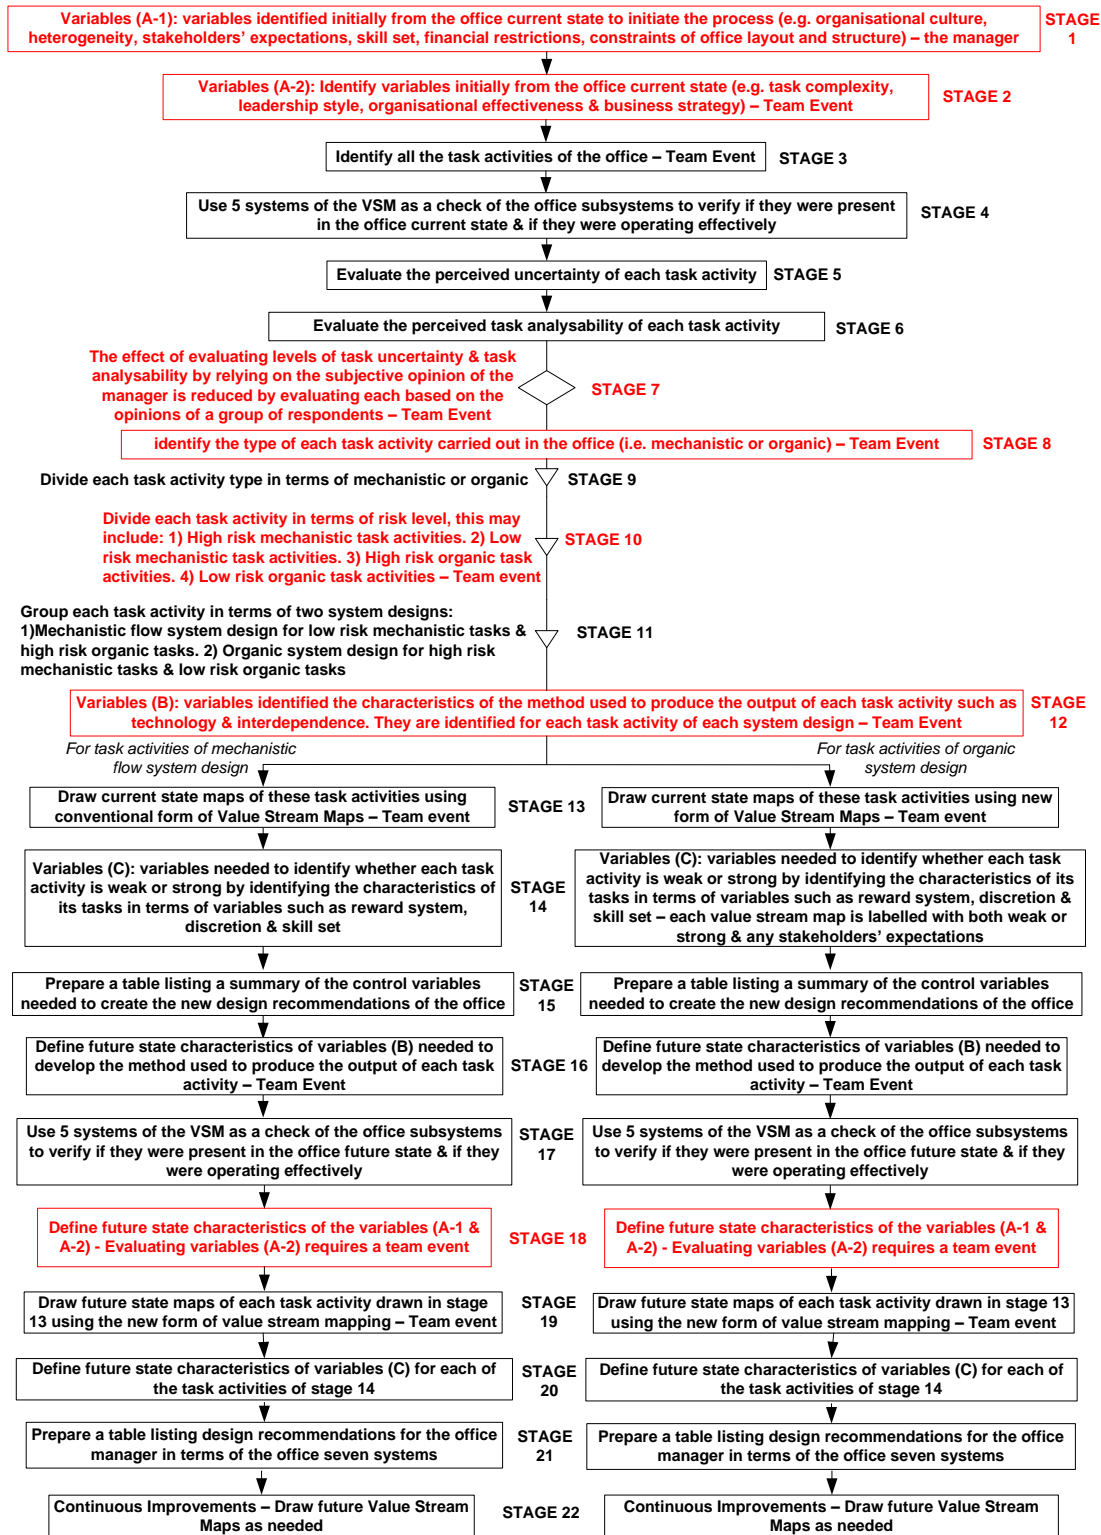 Variables (A-1): variables identified initially from the office current state to initiate the process (e.g. organisational culture,
heterogeneity, stakeholders' expectations, skill set, financial restrictions, constraints of office layout and structure) – the manager
STAGE
1
Variables (A-2): Identify variables initially from the office current state (e.g. task complexity,
leadership style, organisational effectiveness & business strategy) – Team Event
STAGE 2
Identify all the task activities of the office – Team Event
STAGE 3
Use 5 systems of the VSM as a check of the office subsystems to verify if they were present
in the office current state & if they were operating effectively
STAGE 4
Evaluate the perceived uncertainty of each task activity
STAGE 5
Evaluate the perceived task analysability of each task activity
STAGE 6
The effect of evaluating levels of task uncertainty & task
analysability by relying on the subjective opinion of the
manager is reduced by evaluating each based on the
opinions of a group of respondents – Team Event
STAGE 7
identify the type of each task activity carried out in the office (i.e. mechanistic or organic) – Team Event
STAGE 8
Divide each task activity type in terms of mechanistic or organic
STAGE 9
Divide each task activity in terms of risk level, this may
include: 1) High risk mechanistic task activities. 2) Low
risk mechanistic task activities. 3) High risk organic task
activities. 4) Low risk organic task activities – Team event
STAGE 10
Group each task activity in terms of two system designs:
1)Mechanistic flow system design for low risk mechanistic tasks &
high risk organic tasks. 2) Organic system design for high risk
mechanistic tasks & low risk organic tasks
STAGE 11
Variables (B): variables identified the characteristics of the method used to produce the output of each task activity such as
technology & interdependence. They are identified for each task activity of each system design – Team Event
STAGE
12
For task activities of mechanistic
flow system design
For task activities of organic
system design
Draw current state maps of these task activities using
conventional form of Value Stream Maps – Team event
STAGE 13
Draw current state maps of these task activities using new
form of Value Stream Maps – Team event
Variables (C): variables needed to identify whether each task
activity is weak or strong by identifying the characteristics of
its tasks in terms of variables such as reward system,
discretion & skill set
STAGE
14
Variables (C): variables needed to identify whether each task
activity is weak or strong by identifying the characteristics of its
tasks in terms of variables such as reward system, discretion &
skill set – each value stream map is labelled with both weak or
strong & any stakeholders' expectations
Prepare a table listing a summary of the control variables
needed to create the new design recommendations of the office
STAGE
15
Prepare a table listing a summary of the control variables
needed to create the new design recommendations of the office
Define future state characteristics of variables (B) needed to
develop the method used to produce the output of each task
activity – Team Event
STAGE 16
Define future state characteristics of variables (B) needed to
develop the method used to produce the output of each task
activity – Team Event
Use 5 systems of the VSM as a check of the office subsystems
to verify if they were present in the office future state & if they
were operating effectively
STAGE
17
Use 5 systems of the VSM as a check of the office subsystems
to verify if they were present in the office future state & if they
were operating effectively
Define future state characteristics of the variables (A-1 &
A-2) - Evaluating variables (A-2) requires a team event
STAGE 18
Define future state characteristics of the variables (A-1 &
A-2) - Evaluating variables (A-2) requires a team event
Draw future state maps of each task activity drawn in stage
13 using the new form of value stream mapping – Team event
STAGE
19
Draw future state maps of each task activity drawn in stage 13
using the new form of value stream mapping – Team event
Define future state characteristics of variables (C) for each of
the task activities of stage 14
STAGE
20
Define future state characteristics of variables (C) for each of
the task activities of stage 14
Prepare a table listing design recommendations for the office
manager in terms of the office seven systems
STAGE
21
Prepare a table listing design recommendations for the office
manager in terms of the office seven systems
Continuous Improvements – Draw future Value Stream
Maps as needed
STAGE 22
Continuous Improvements – Draw future Value Stream
Maps as needed